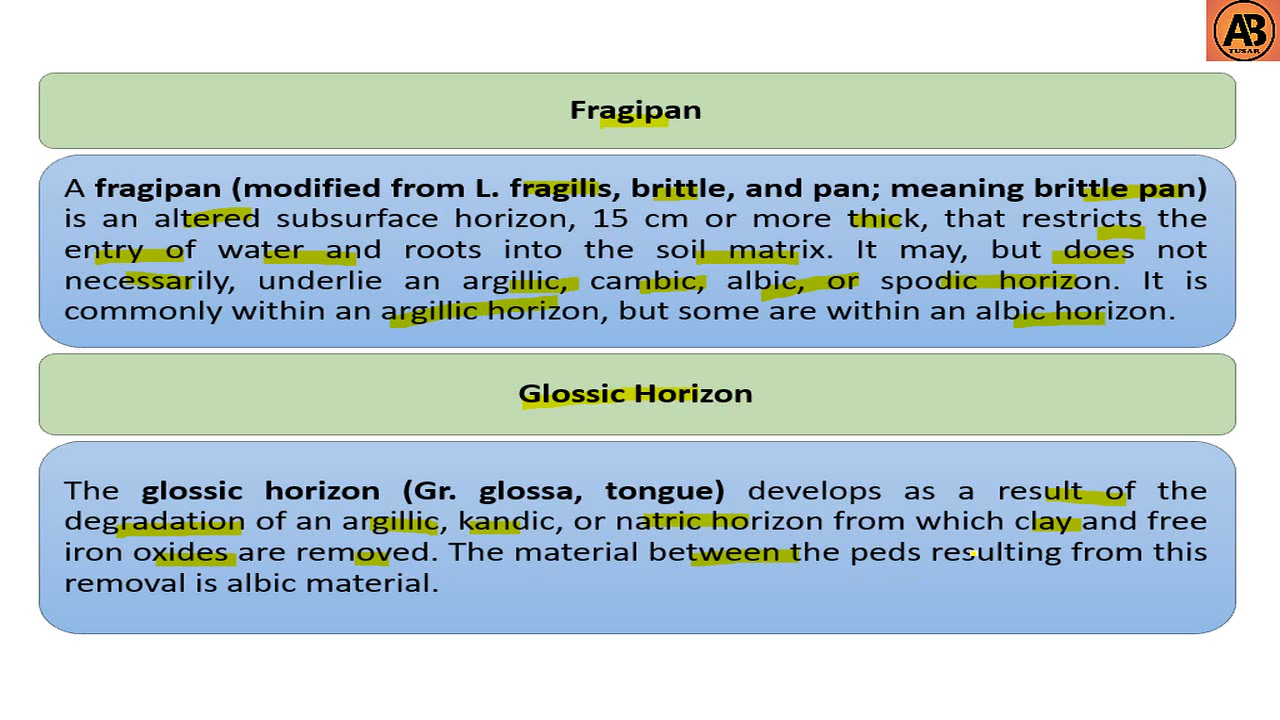 AB
TUSAR
Fragipan
A fragipan (modified from L. fragilis, brittle, and pan; meaning brittle pan)
is an altered subsurface horizon, 15 cm or more thick, that restricts the
entry of water and roots into the soil matrix. It may, but does not
necessarily, underlie an argillic, cambic, albic, or spodic horizon. It is
commonly within an argillic horizon, but some are within an albic horizon.
Glossic Horizon
The glossic horizon (Gr. glossa, tongue) develops as a result of the
degradation of an argillic, kandic, or natric horizon from which clay and free
iron oxides are removed. The material between the peds resulting from this
removal is albic material.